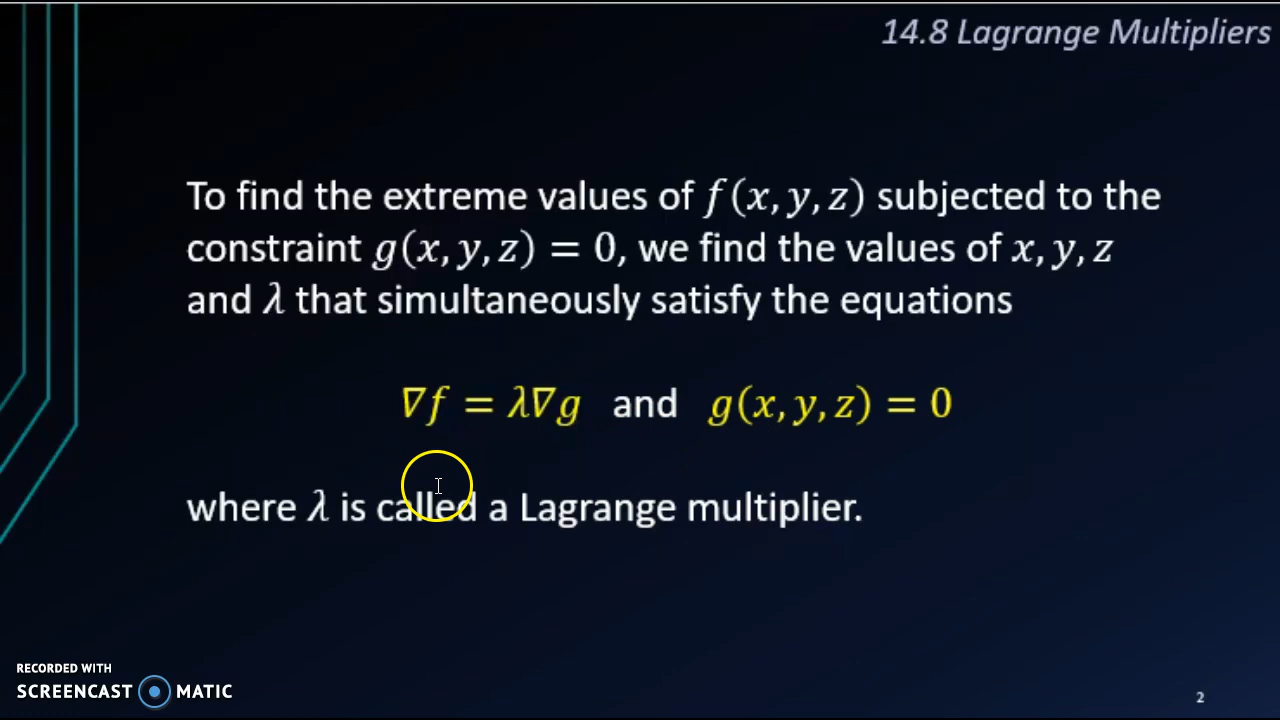 14.8 Lagrange Multipliers
To find the extreme values of f(x, y, z) subjected to the
constraint g(x, y, z) = 0, we find the values of x, y, z
and λ that simultaneously satisfy the equations
∇f = λ∇g and g(x, y, z) = 0
where λ is called a Lagrange multiplier.
RECORDED WITH
SCREENCAST MATIC
2